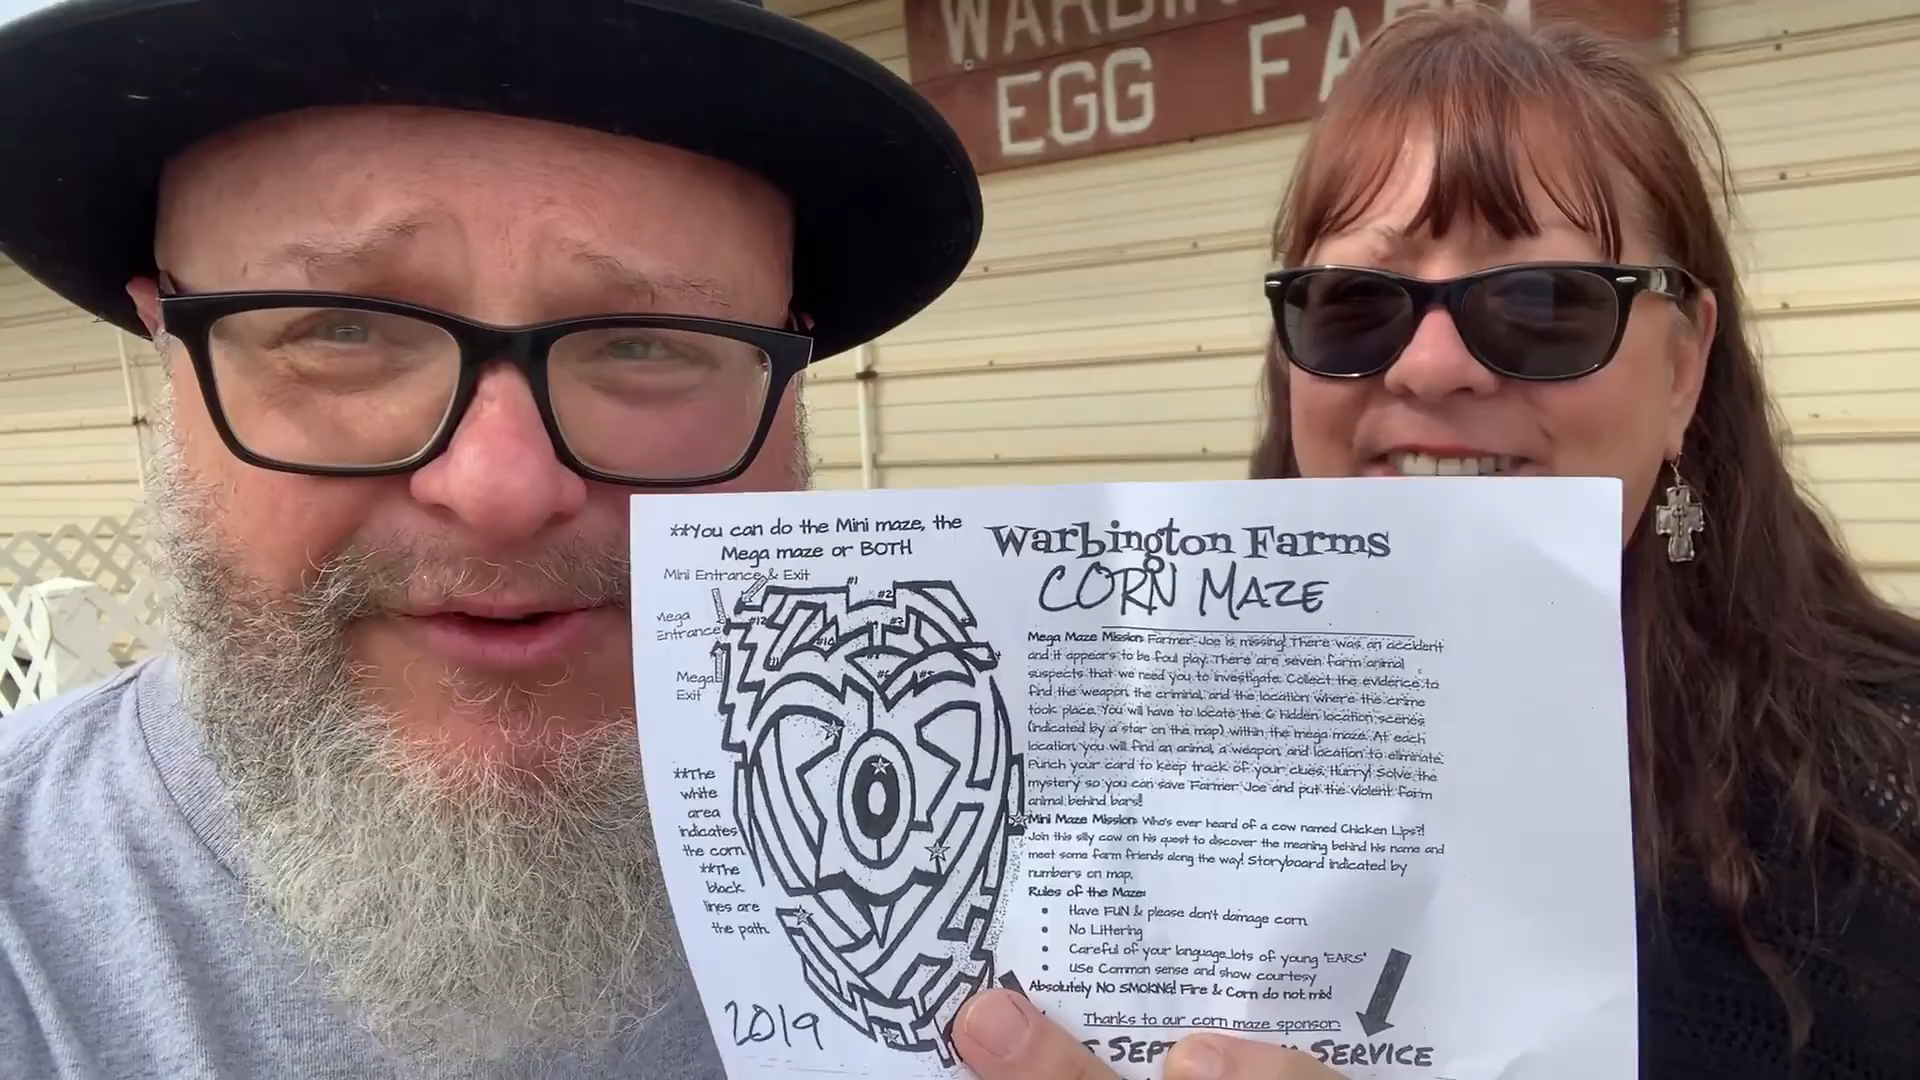 EGG FA
**You can do the Mini maze, the
Mega maze or BOTH
Mini Entrance & Exit
Mega
Entrance
Mega
Exit
#1
#2
#12
#7
#10
#5
**The
white
area
indicates
the corn.
**The
black
lines are
the path.
2019
Warbington Farms
CORN MAZE
Mega Maze Mission: Farmer Joe is missing! There was an accident
and it appears to be foul play. There are seven farm animal
suspects that we need you to investigate. Collect the evidence to
find the weapon, the criminal, and the location where the crime
took place. You will have to locate the 6 hidden location scenes
(indicated by a star on the map) within the mega maze. At each
location, you will find an animal, a weapon, and location to eliminate.
Punch your card to keep track of your clues. Hurry! Solve the
mystery so you can save Farmer Joe and put the violent farm
animal behind bars!
Mini Maze Mission: Who's ever heard of a cow named Chicken Lips?!
Join this silly cow on his quest to discover the meaning behind his name and
meet some farm friends along the way! Storyboard indicated by
numbers on map.
Rules of the Maze:
• Have FUN & please don't damage corn.
• No Littering
• Careful of your language...lots of young "EARS"
• Use Common sense and show courtesy
Absolutely NO SMOKING! Fire & Corn do not mix!
Thanks to our corn maze sponsor:
SERVICE